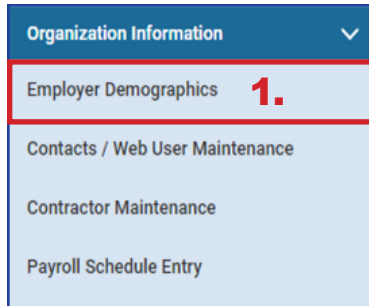 Organization Information
Employer Demographics 1.
Contacts / Web User Maintenance
Contractor Maintenance
Payroll Schedule Entry